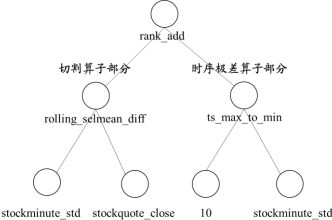 rank_add
切割算子部分
时序极差算子部分
rolling_selmean_diff
ts_max_to_min
stockminute_std
stockquote_close
10
stockminute_std